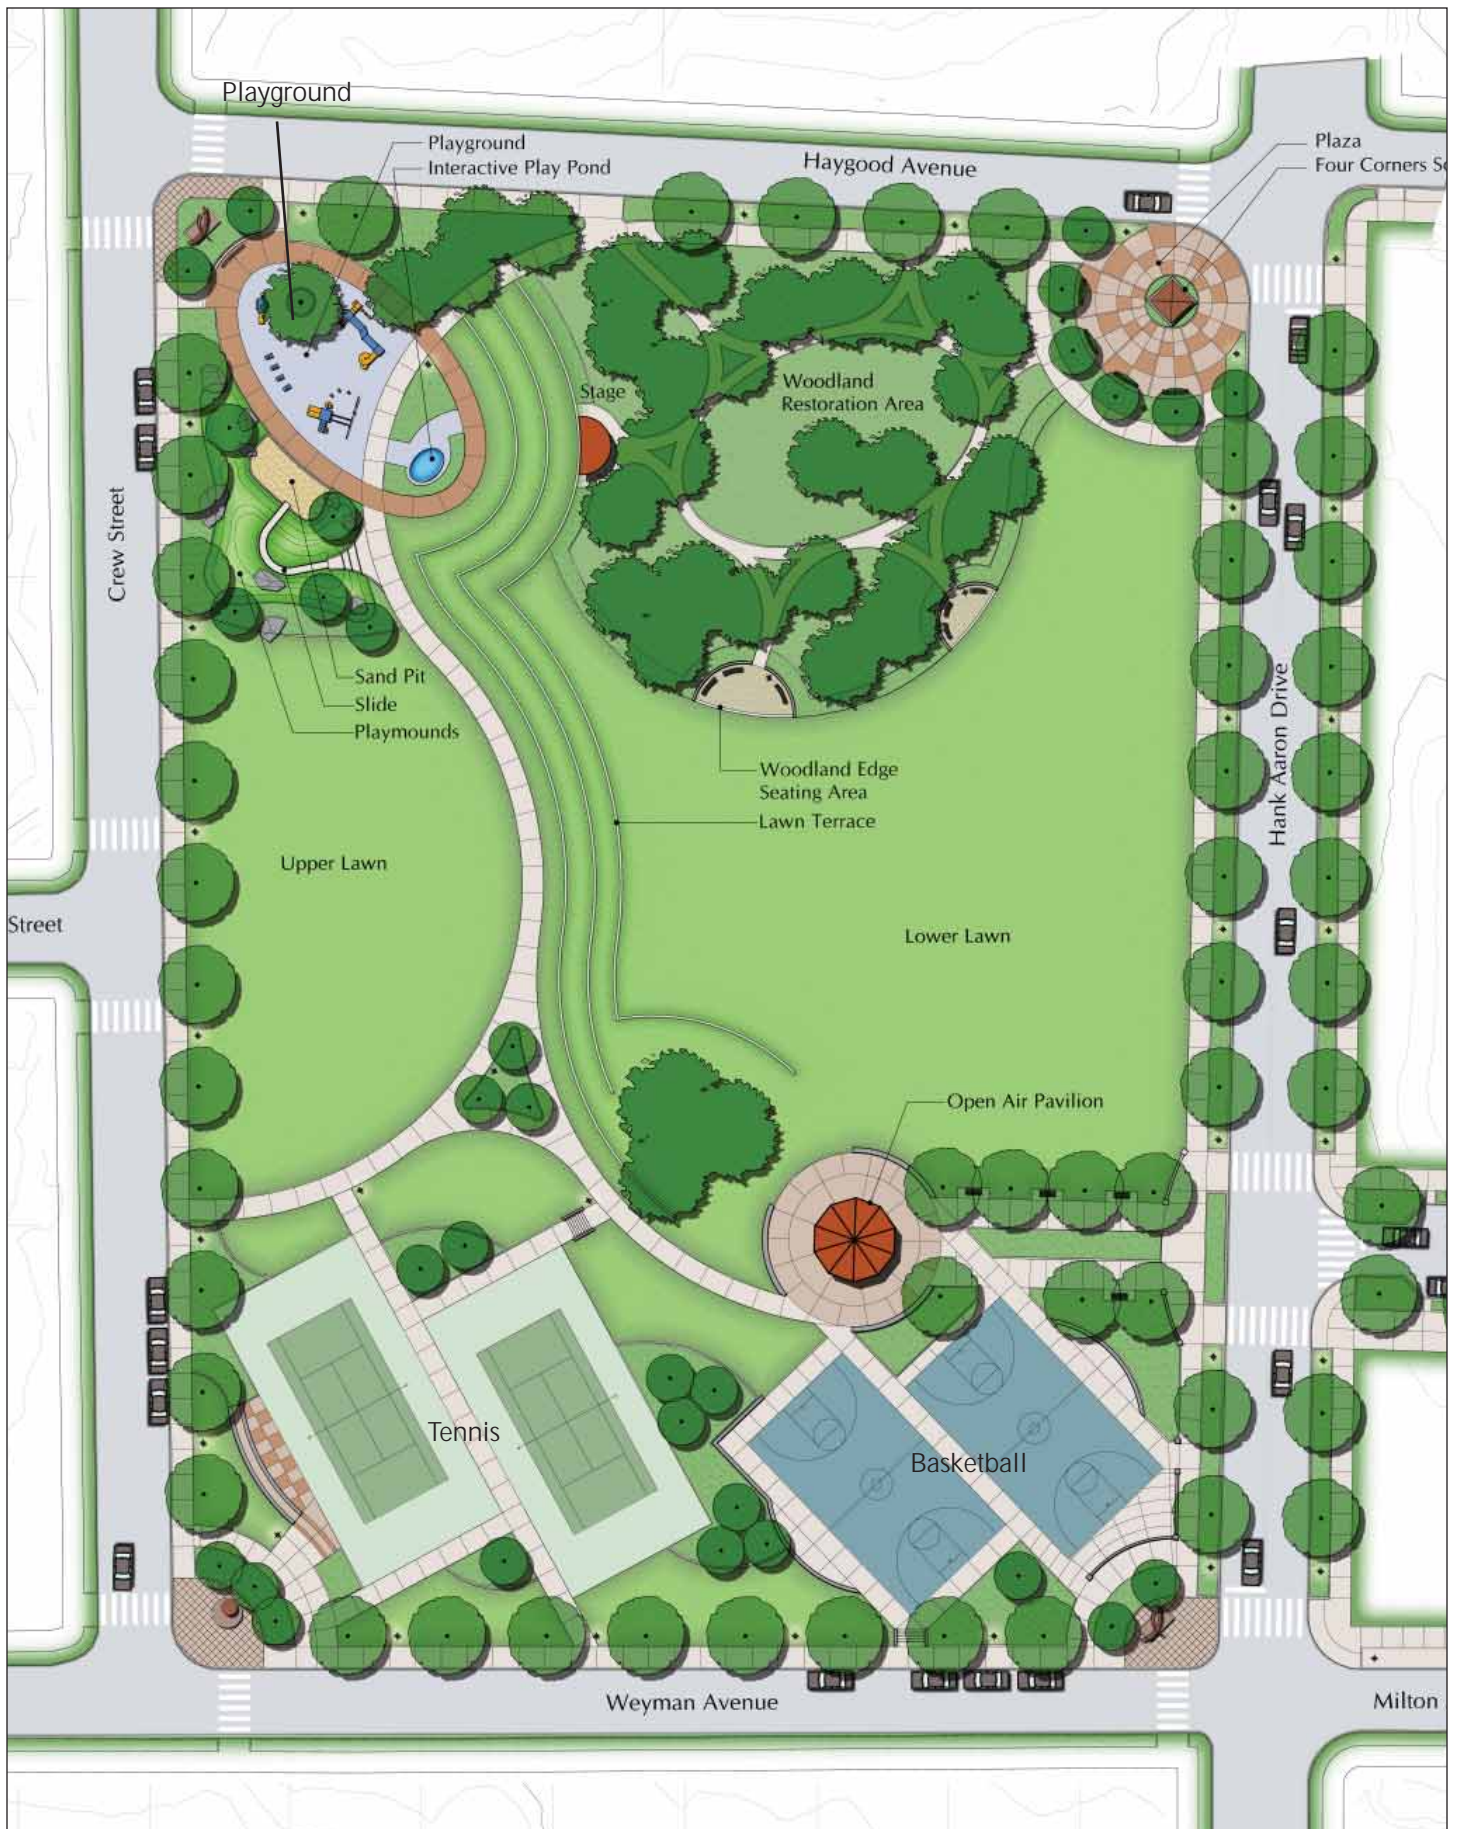 Playground
Playground
Interactive Play Pond
Haygood Avenue
Plaza
Four Corners
Stage
Woodland
Restoration Area
Crew Street
Sand Pit
Slide
Playmounds
Woodland Edge
Seating Area
Lawn Terrace
Hank Aaron Drive
Upper Lawn
Street
Lower Lawn
Open Air Pavilion
Tennis
Basketball
Weyman Avenue
Milton